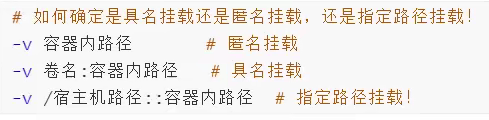 # 如何确定是具名挂载还是匿名挂载，还是指定路径挂载！
-v 容器内路径 # 匿名挂载
-v 卷名:容器内路径 # 具名挂载
-v /宿主机路径::容器内路径 # 指定路径挂载！